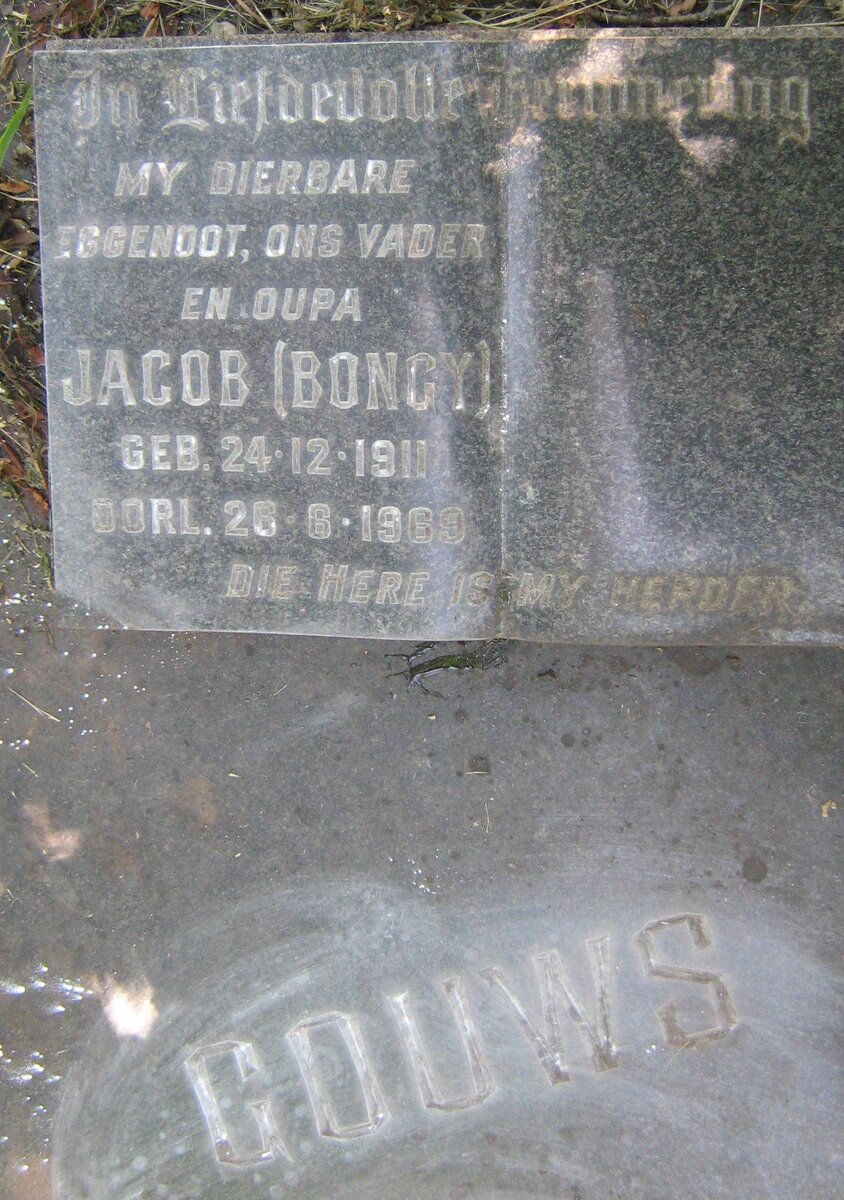 In Liefdevolle Herinnering
MY DIERBARE
EGGENOOT, ONS VADER
EN OUPA
JACOB (BONGY)
GEB. 24·12·1911
OORL. 26·6·1969
DIE HERE IS MY HERDER.
GOUWS